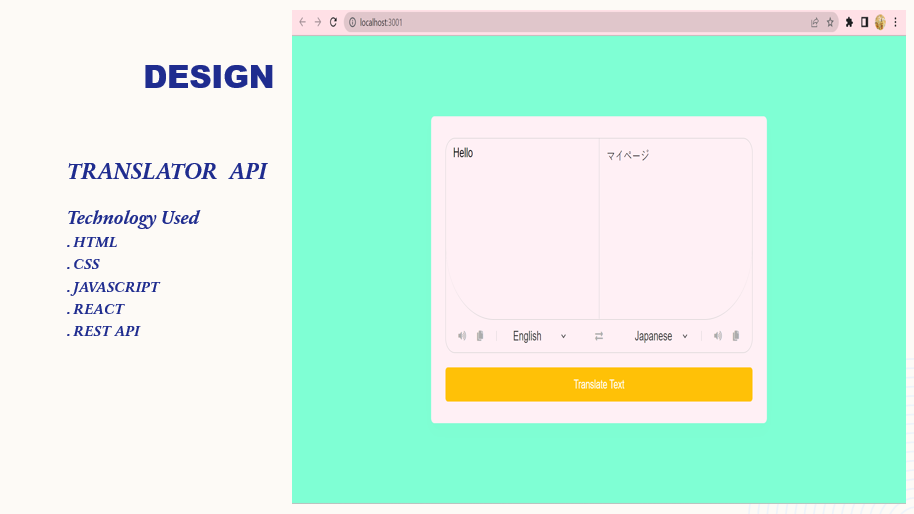 localhost:3001
DESIGN
TRANSLATOR API
Technology Used
. HTML
. CSS
. JAVASCRIPT
. REACT
. REST API
Hello
マイページ
English
Japanese
Translate Text